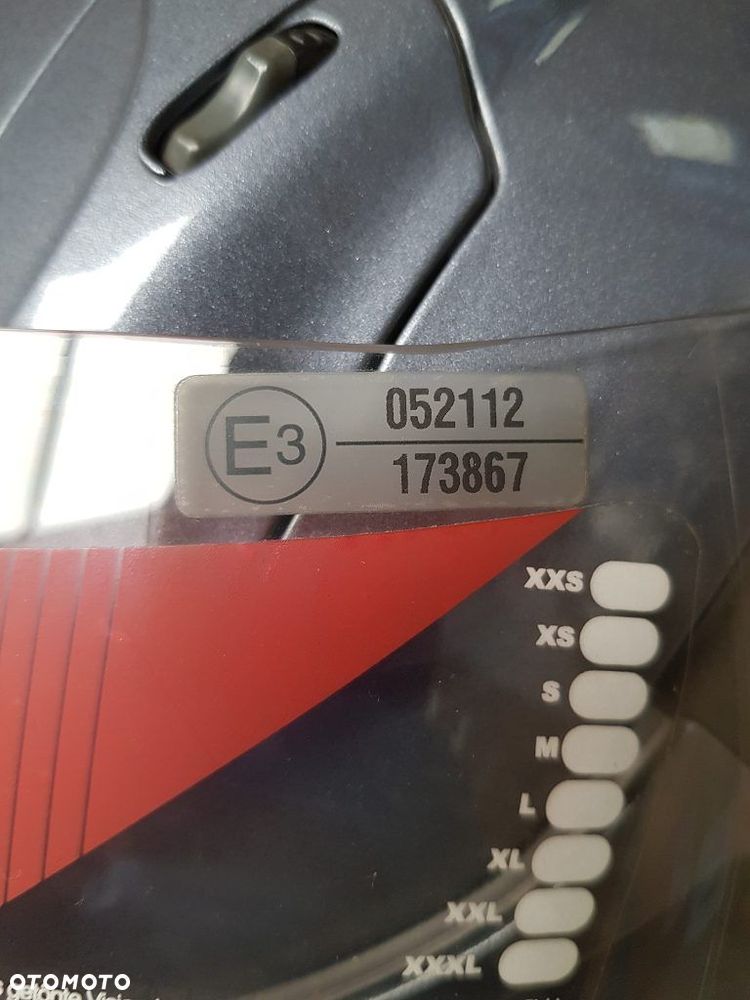 E3
052112
173867
XXS
XS
S
M
L
XL
XXL
XXXL
OTOMOTO